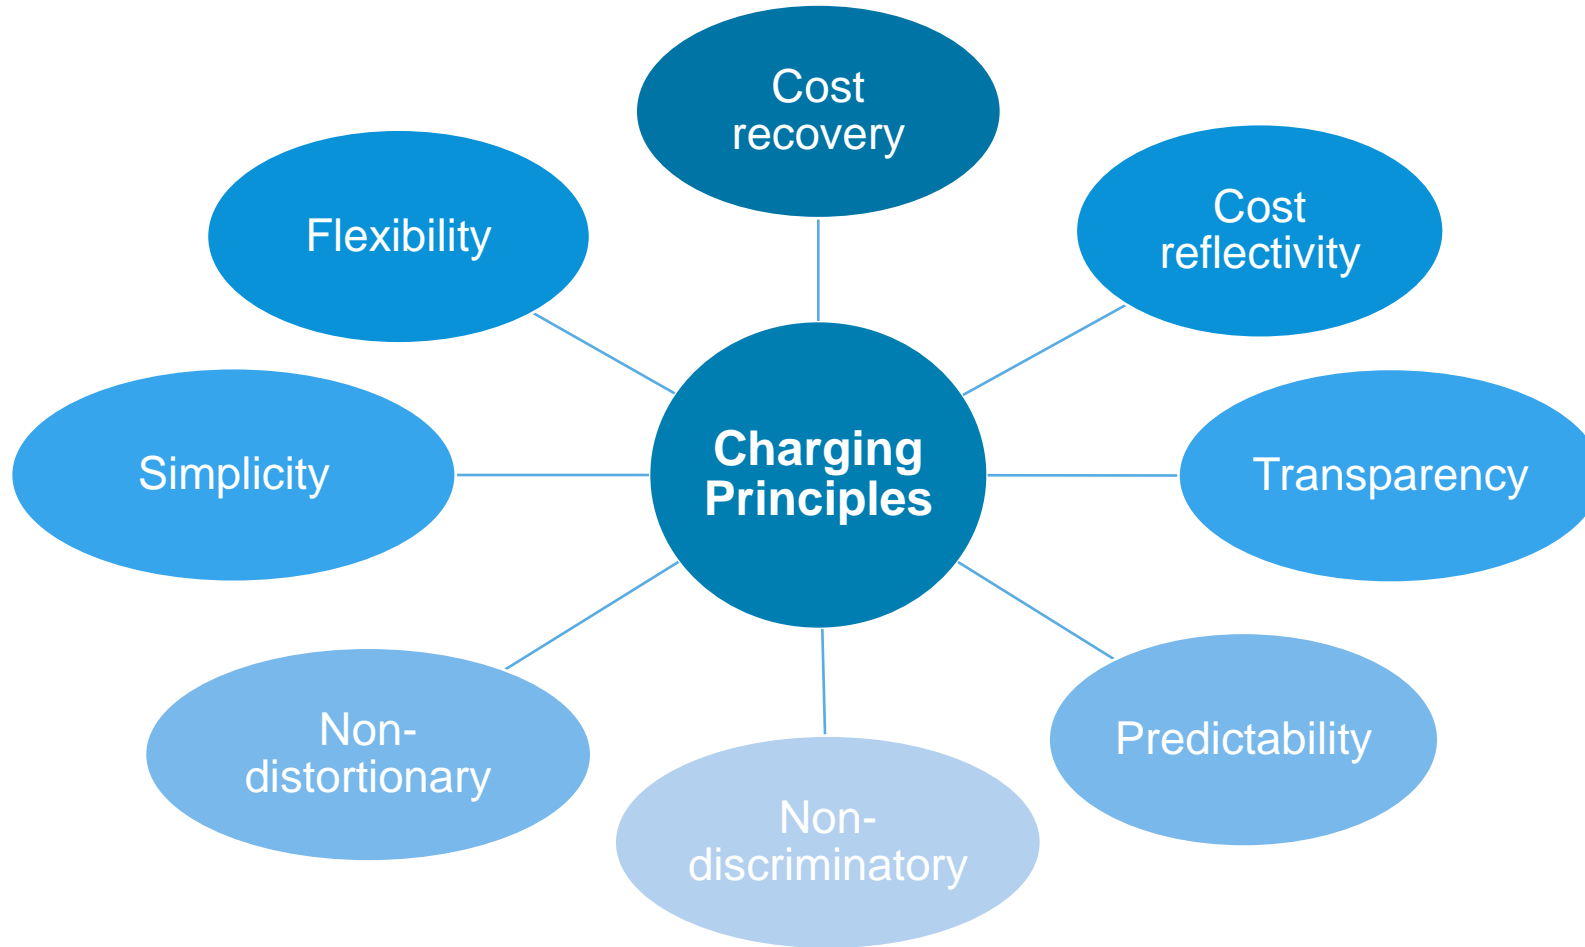 Cost
recovery
Cost
reflectivity
Transparency
Predictability
Non-
discriminatory
Non-
distortionary
Simplicity
Flexibility
Charging
Principles